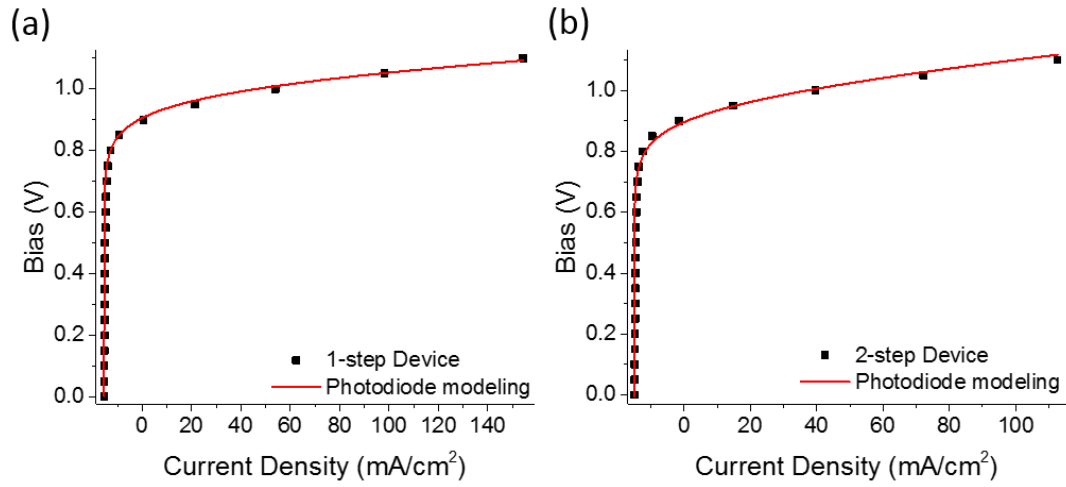 (a)
Bias (V)
1.0
0.8
0.6
0.4
0.2
0.0
1-step Device
Photodiode modeling
0 20 40 60 80 100 120 140
Current Density (mA/cm²)
(b)
Bias (V)
1.0
0.8
0.6
0.4
0.2
0.0
2-step Device
Photodiode modeling
0 20 40 60 80 100
Current Density (mA/cm²)